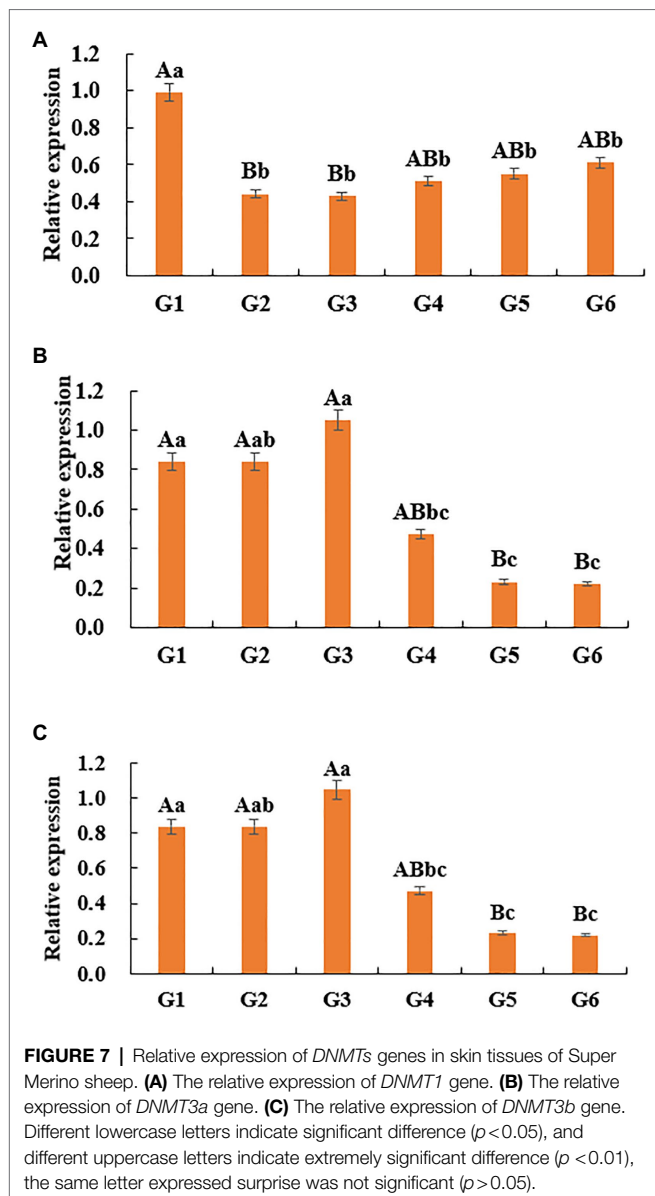 A
Relative expression
1.2
1.0
0.8
0.6
0.4
0.2
0.0
Aa
Bb
Bb
ABb
ABb
ABb
G1 G2 G3 G4 G5 G6
B
Relative expression
1.2
1.0
0.8
0.6
0.4
0.2
0.0
Aa
Aab
Aa
ABbc
Bc
Bc
G1 G2 G3 G4 G5 G6
C
Relative expression
1.2
1.0
0.8
0.6
0.4
0.2
0.0
Aa
Aab
Aa
ABbc
Bc
Bc
G1 G2 G3 G4 G5 G6
FIGURE 7 | Relative expression of DNMTs genes in skin tissues of Super
Merino sheep. (A) The relative expression of DNMT1 gene. (B) The relative
expression of DNMT3a gene. (C) The relative expression of DNMT3b gene.
Different lowercase letters indicate significant difference (p<0.05), and
different uppercase letters indicate extremely significant difference (p <0.01),
the same letter expressed surprise was not significant (p>0.05).